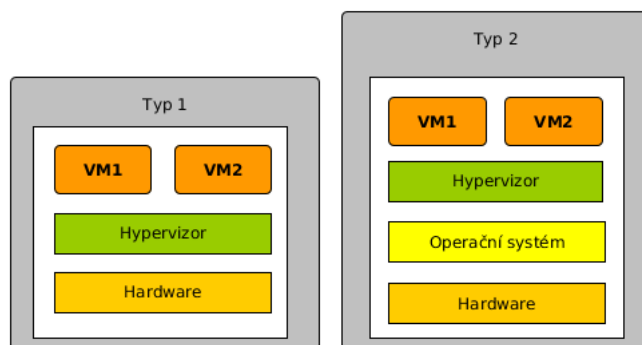 Typ 1
VM1 VM2
Hypervizor
Hardware
Typ 2
VM1 VM2
Hypervizor
Operační systém
Hardware